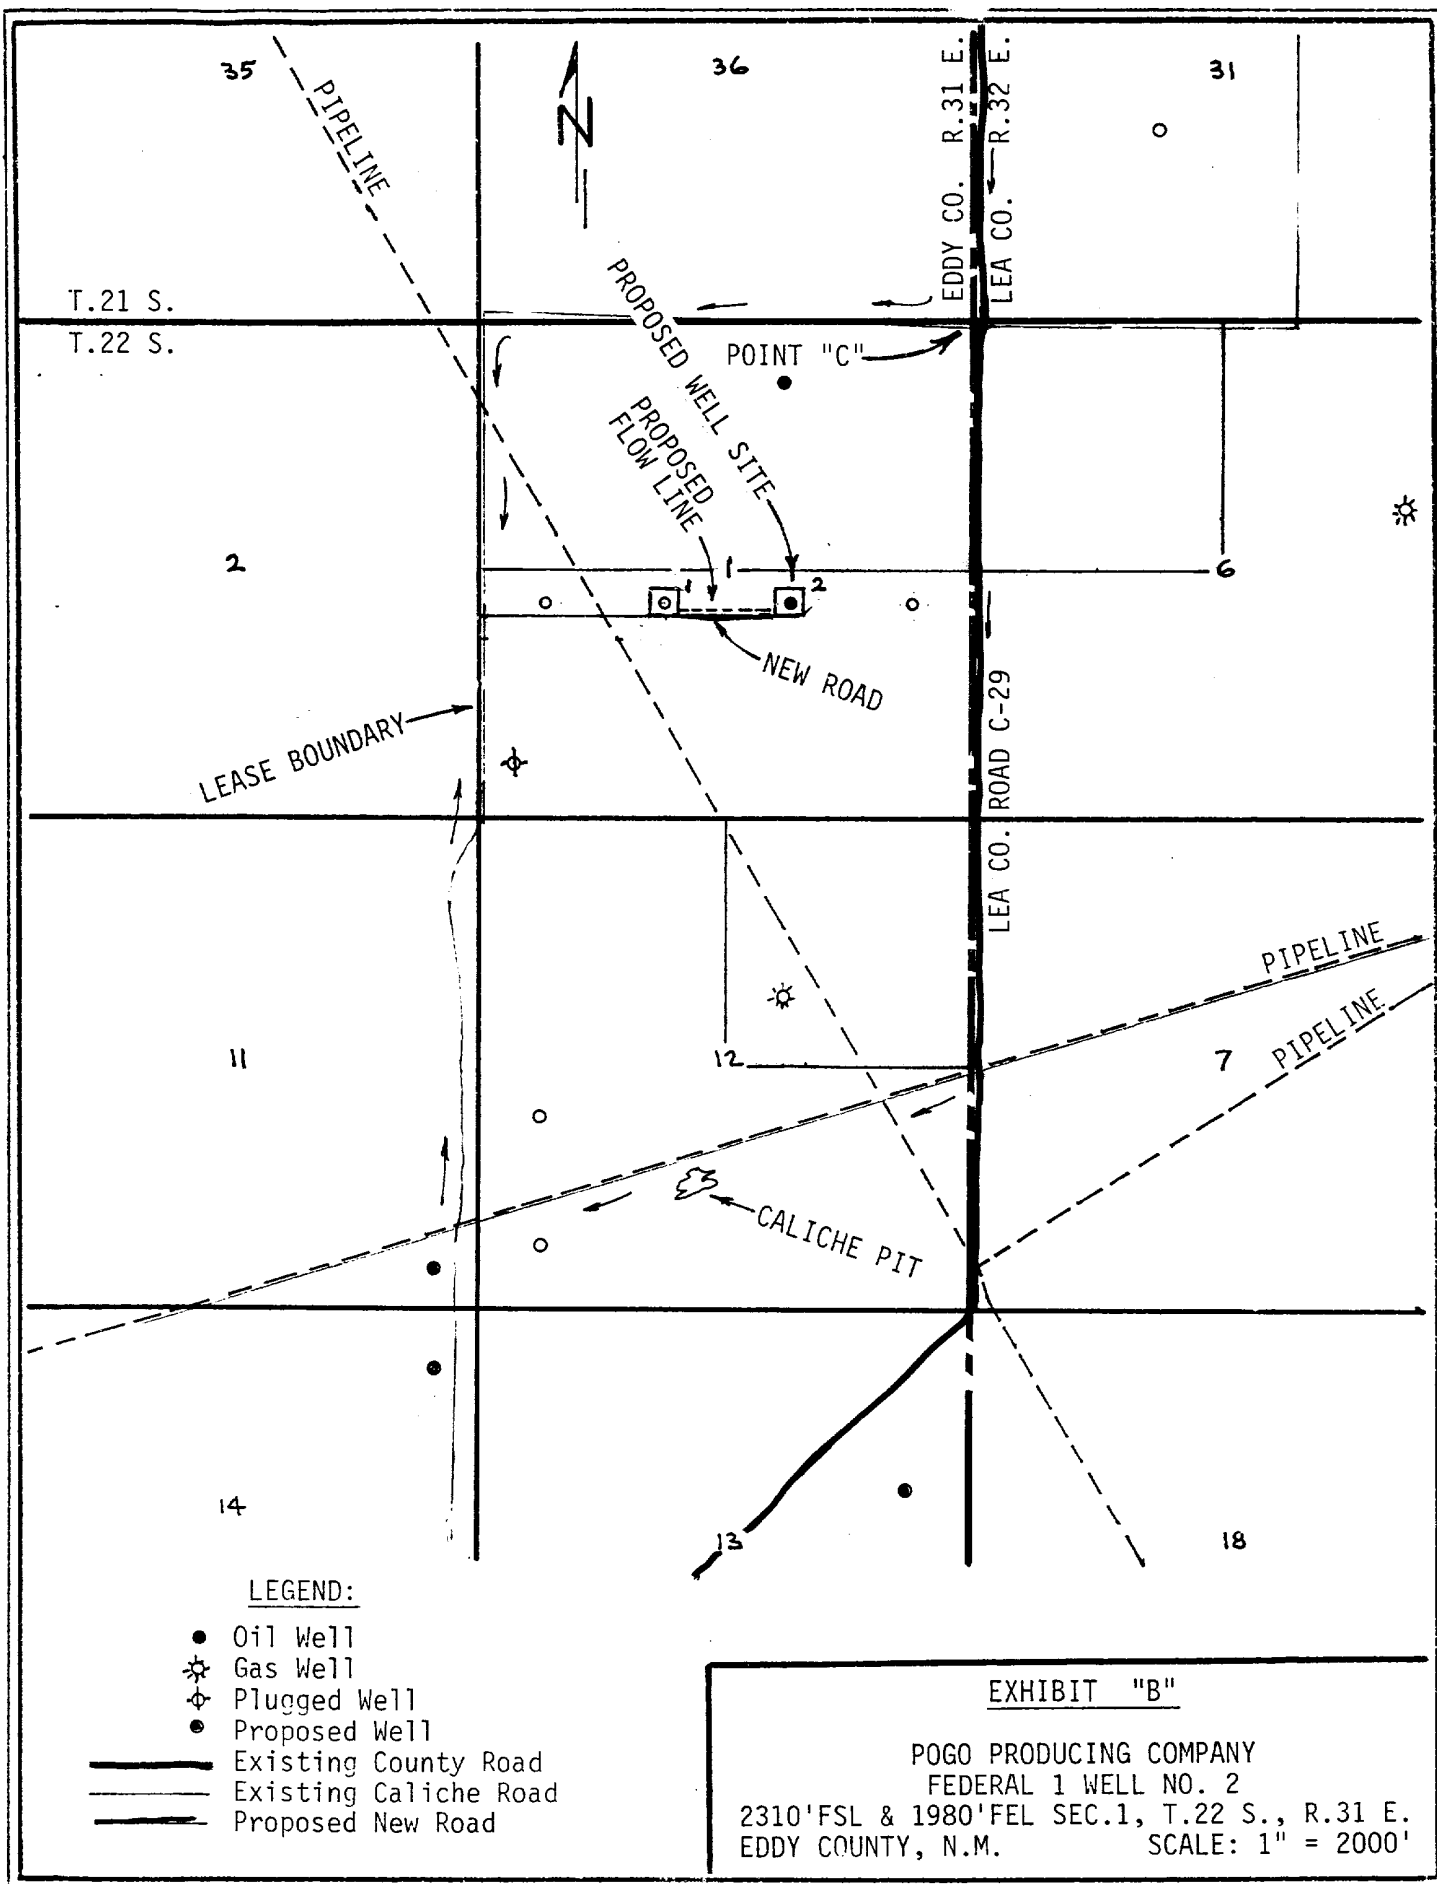 35
36
31
PIPELINE
N
EDDY CO. R.31 E.
LEA CO. R.32 E.
T.21 S.
T.22 S.
POINT "C"
PROPOSED WELL SITE
PROPOSED
FLOW LINE
2
1
6
1
2
NEW ROAD
LEASE BOUNDARY
LEA CO. ROAD C-29
PIPELINE
PIPELINE
11
12
7
CALICHE PIT
14
13
18
LEGEND:
Oil Well
Gas Well
Plugged Well
Proposed Well
Existing County Road
Existing Caliche Road
Proposed New Road
EXHIBIT "B"
POGO PRODUCING COMPANY
FEDERAL 1 WELL NO. 2
2310'FSL & 1980'FEL SEC.1, T.22 S., R.31 E.
EDDY COUNTY, N.M. SCALE: 1" = 2000'